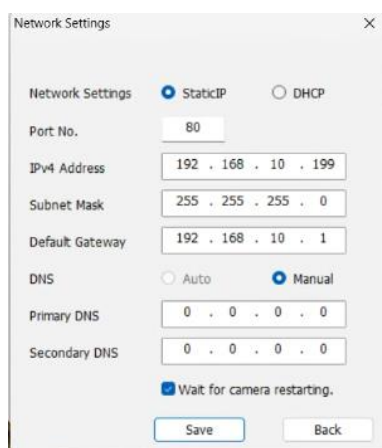 Network Settings
Network Settings StaticIP DHCP
Port No. 80
IPv4 Address 192 . 168 . 10 . 199
Subnet Mask 255 . 255 . 255 . 0
Default Gateway 192 . 168 . 10 . 1
DNS Auto Manual
Primary DNS 0 . 0 . 0 . 0
Secondary DNS 0 . 0 . 0 . 0
Wait for camera restarting.
Save Back